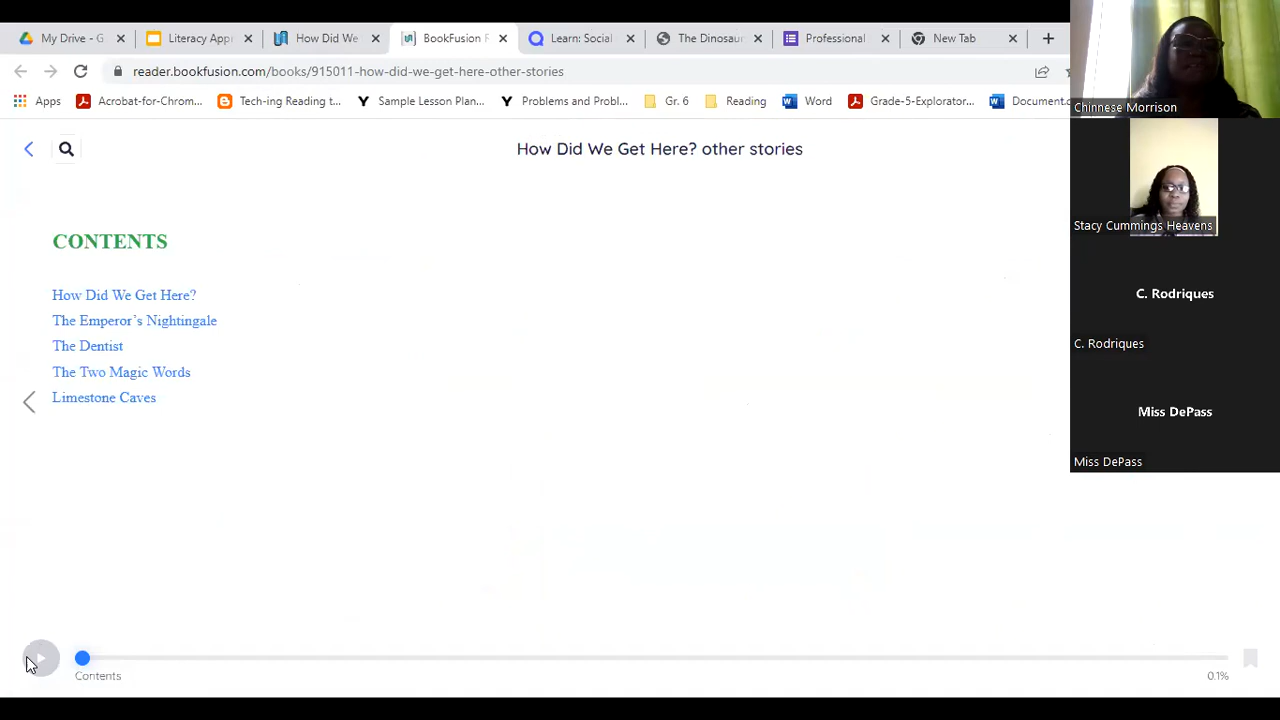 My Drive - G
Literacy Appr
How Did We
BookFusion R
Learn: Social
The Dinosaur
Professional
New Tab
reader.bookfusion.com/books/915011-how-did-we-get-here-other-stories
Apps
Acrobat-for-Chrom...
Tech-ing Reading t...
Sample Lesson Plan...
Problems and Probl...
Gr. 6
Reading
Word
Grade-5-Explorator...
Document.c
Chinnese Morrison
How Did We Get Here? other stories
Stacy Cummings Heavens
CONTENTS
How Did We Get Here?
The Emperor's Nightingale
The Dentist
The Two Magic Words
Limestone Caves
C. Rodriques
C. Rodriques
Miss DePass
Miss DePass
Contents
0.1%